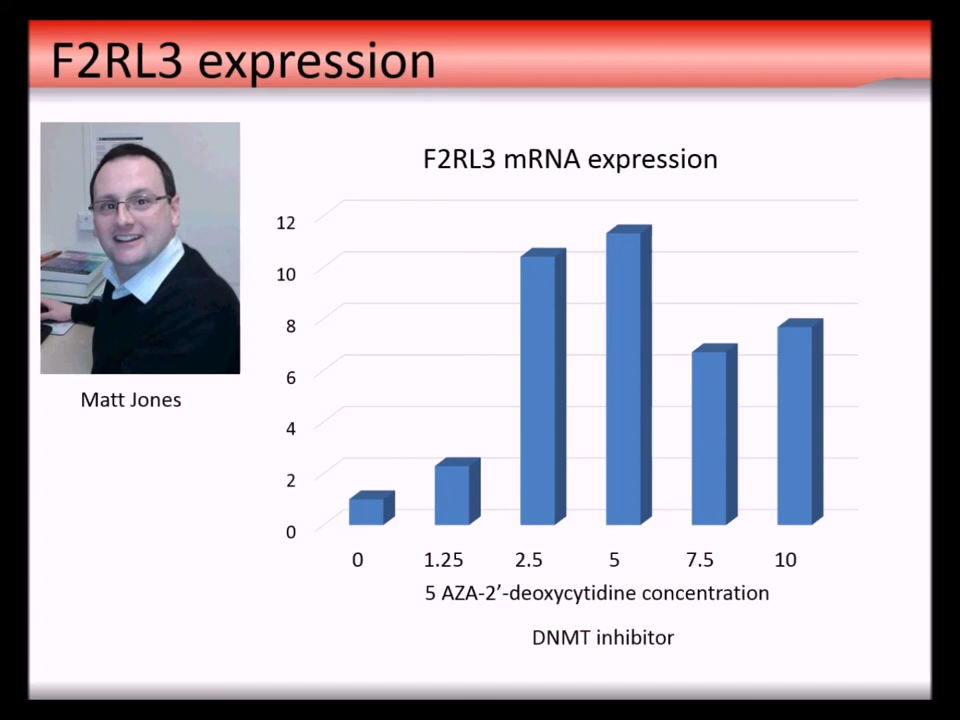 F2RL3 expression
Matt Jones
F2RL3 mRNA expression
12
10
8
6
4
2
0
0 1.25 2.5 5 7.5 10
5 AZA-2’-deoxycytidine concentration
DNMT inhibitor